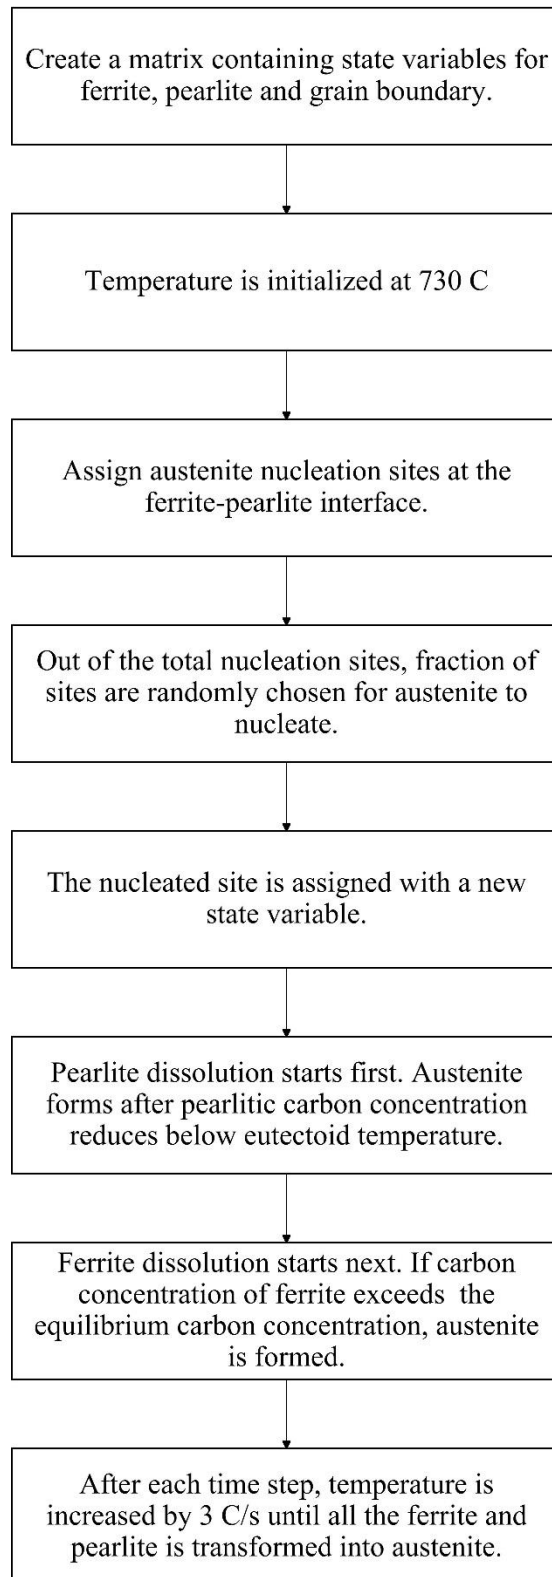 Create a matrix containing state variables for
ferrite, pearlite and grain boundary.
Temperature is initialized at 730 C
Assign austenite nucleation sites at the
ferrite-pearlite interface.
Out of the total nucleation sites, fraction of
sites are randomly chosen for austenite to
nucleate.
The nucleated site is assigned with a new
state variable.
Pearlite dissolution starts first. Austenite
forms after pearlitic carbon concentration
reduces below eutectoid temperature.
Ferrite dissolution starts next. If carbon
concentration of ferrite exceeds the
equilibrium carbon concentration, austenite
is formed.
After each time step, temperature is
increased by 3 C/s until all the ferrite and
pearlite is transformed into austenite.